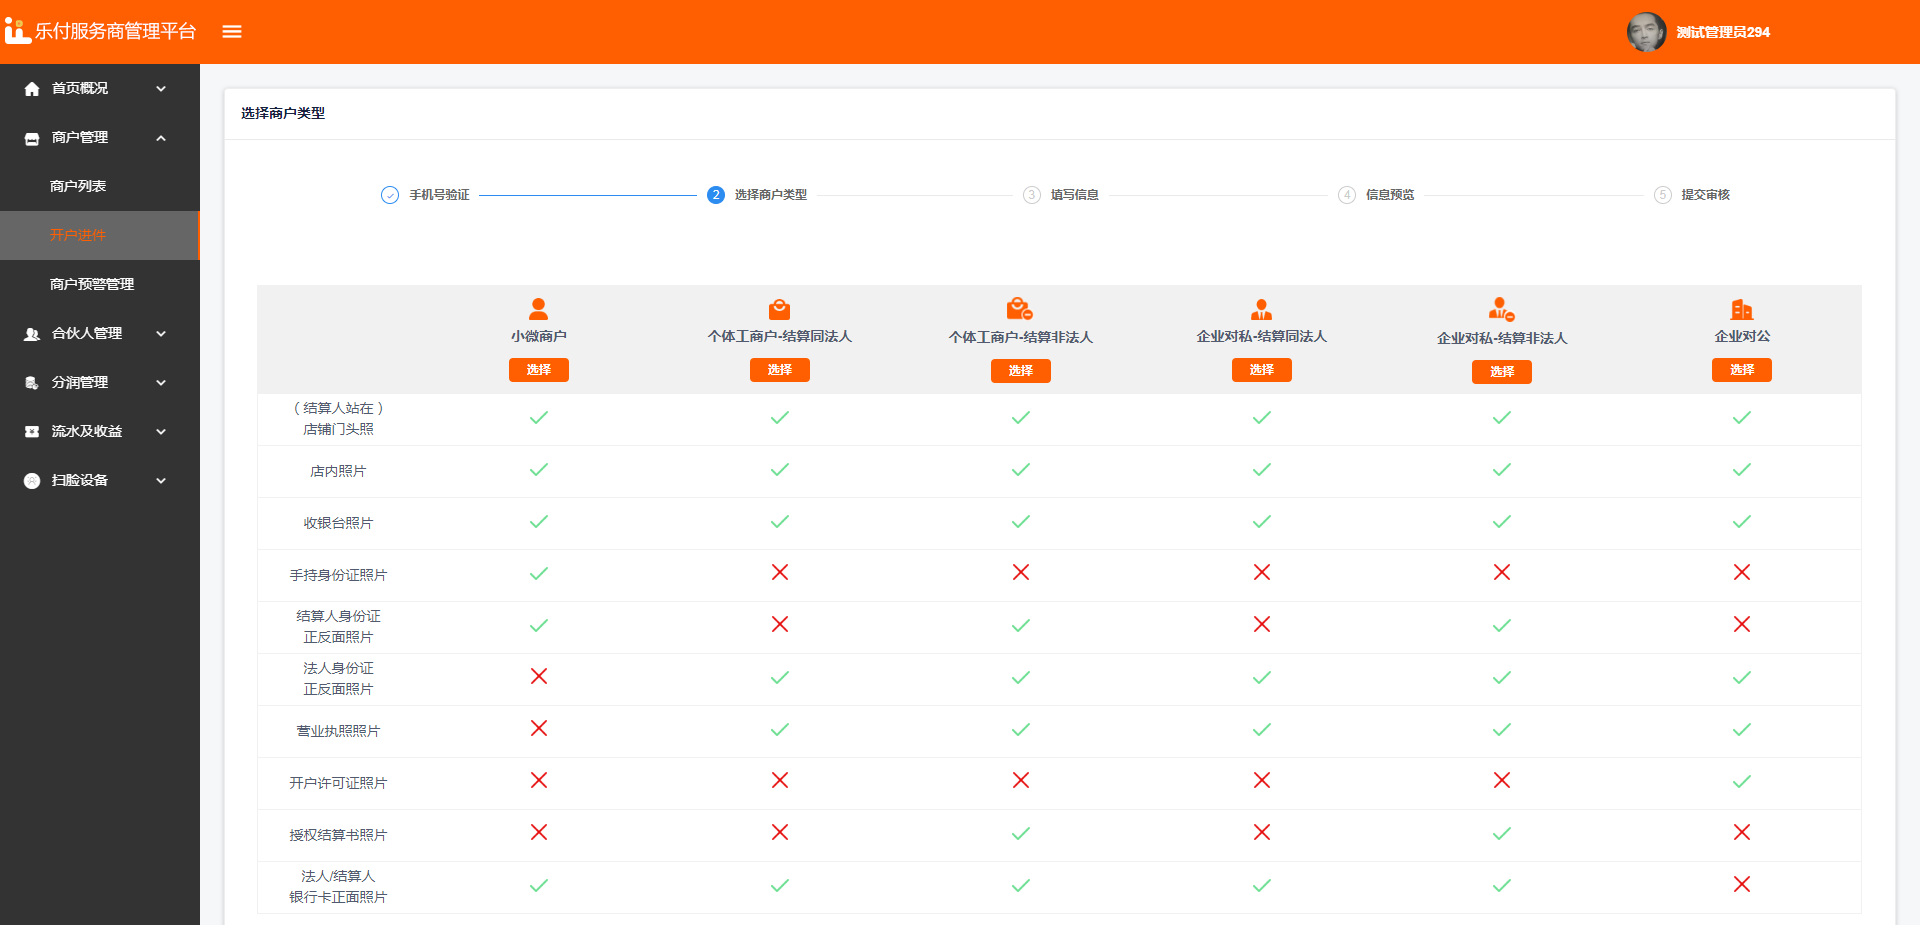 乐付服务商管理平台
测试管理员294
首页概况
商户管理
商户列表
开户进件
商户预警管理
合伙人管理
分润管理
流水及收益
扫脸设备
选择商户类型
手机号验证
2 选择商户类型
3 填写信息
4 信息预览
5 提交审核
小微商户
选择
个体工商户-结算同法人
选择
个体工商户-结算非法人
选择
企业对私-结算同法人
选择
企业对私-结算非法人
选择
企业对公
选择
（结算人站在）
店铺门头照
店内照片
收银台照片
手持身份证照片
结算人身份证
正反面照片
法人身份证
正反面照片
营业执照照片
开户许可证照片
授权结算书照片
法人/结算人
银行卡正面照片